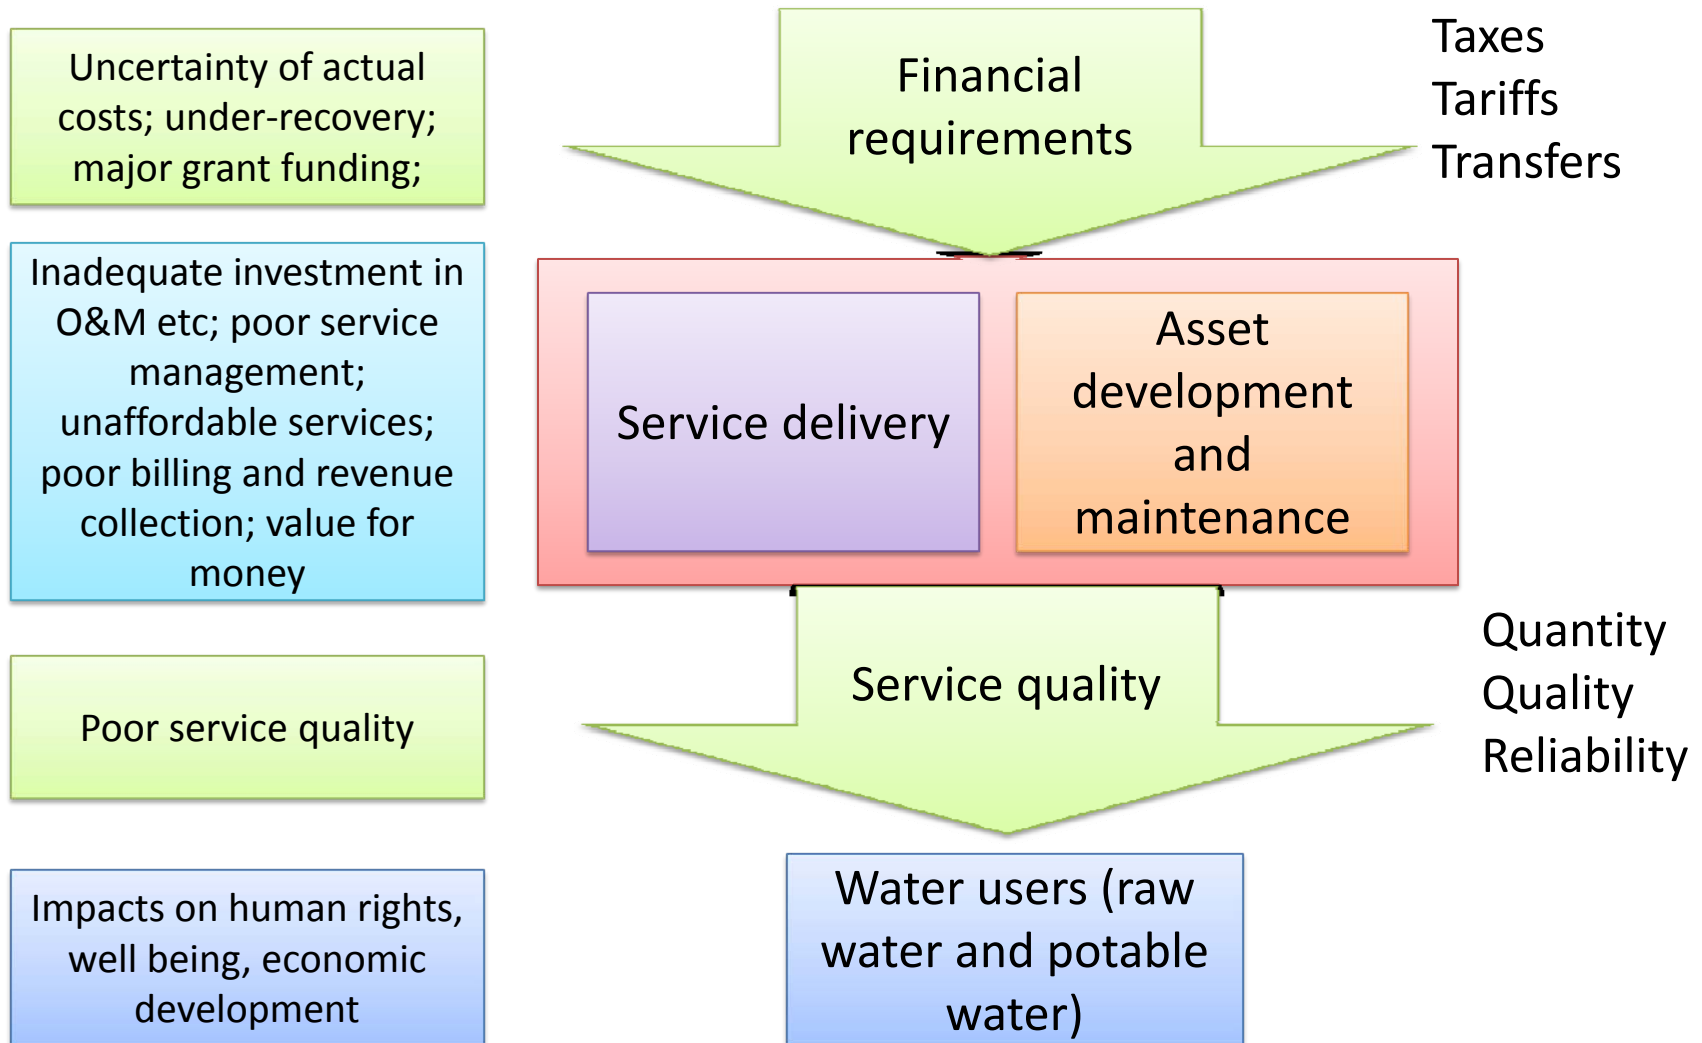 Uncertainty of actual
costs; under-recovery;
major grant funding;
Financial
requirements
Taxes
Tariffs
Transfers
Inadequate investment in
O&M etc; poor service
management;
unaffordable services;
poor billing and revenue
collection; value for
money
Service delivery
Asset
development
and
maintenance
Poor service quality
Service quality
Quantity
Quality
Reliability
Impacts on human rights,
well being, economic
development
Water users (raw
water and potable
water)